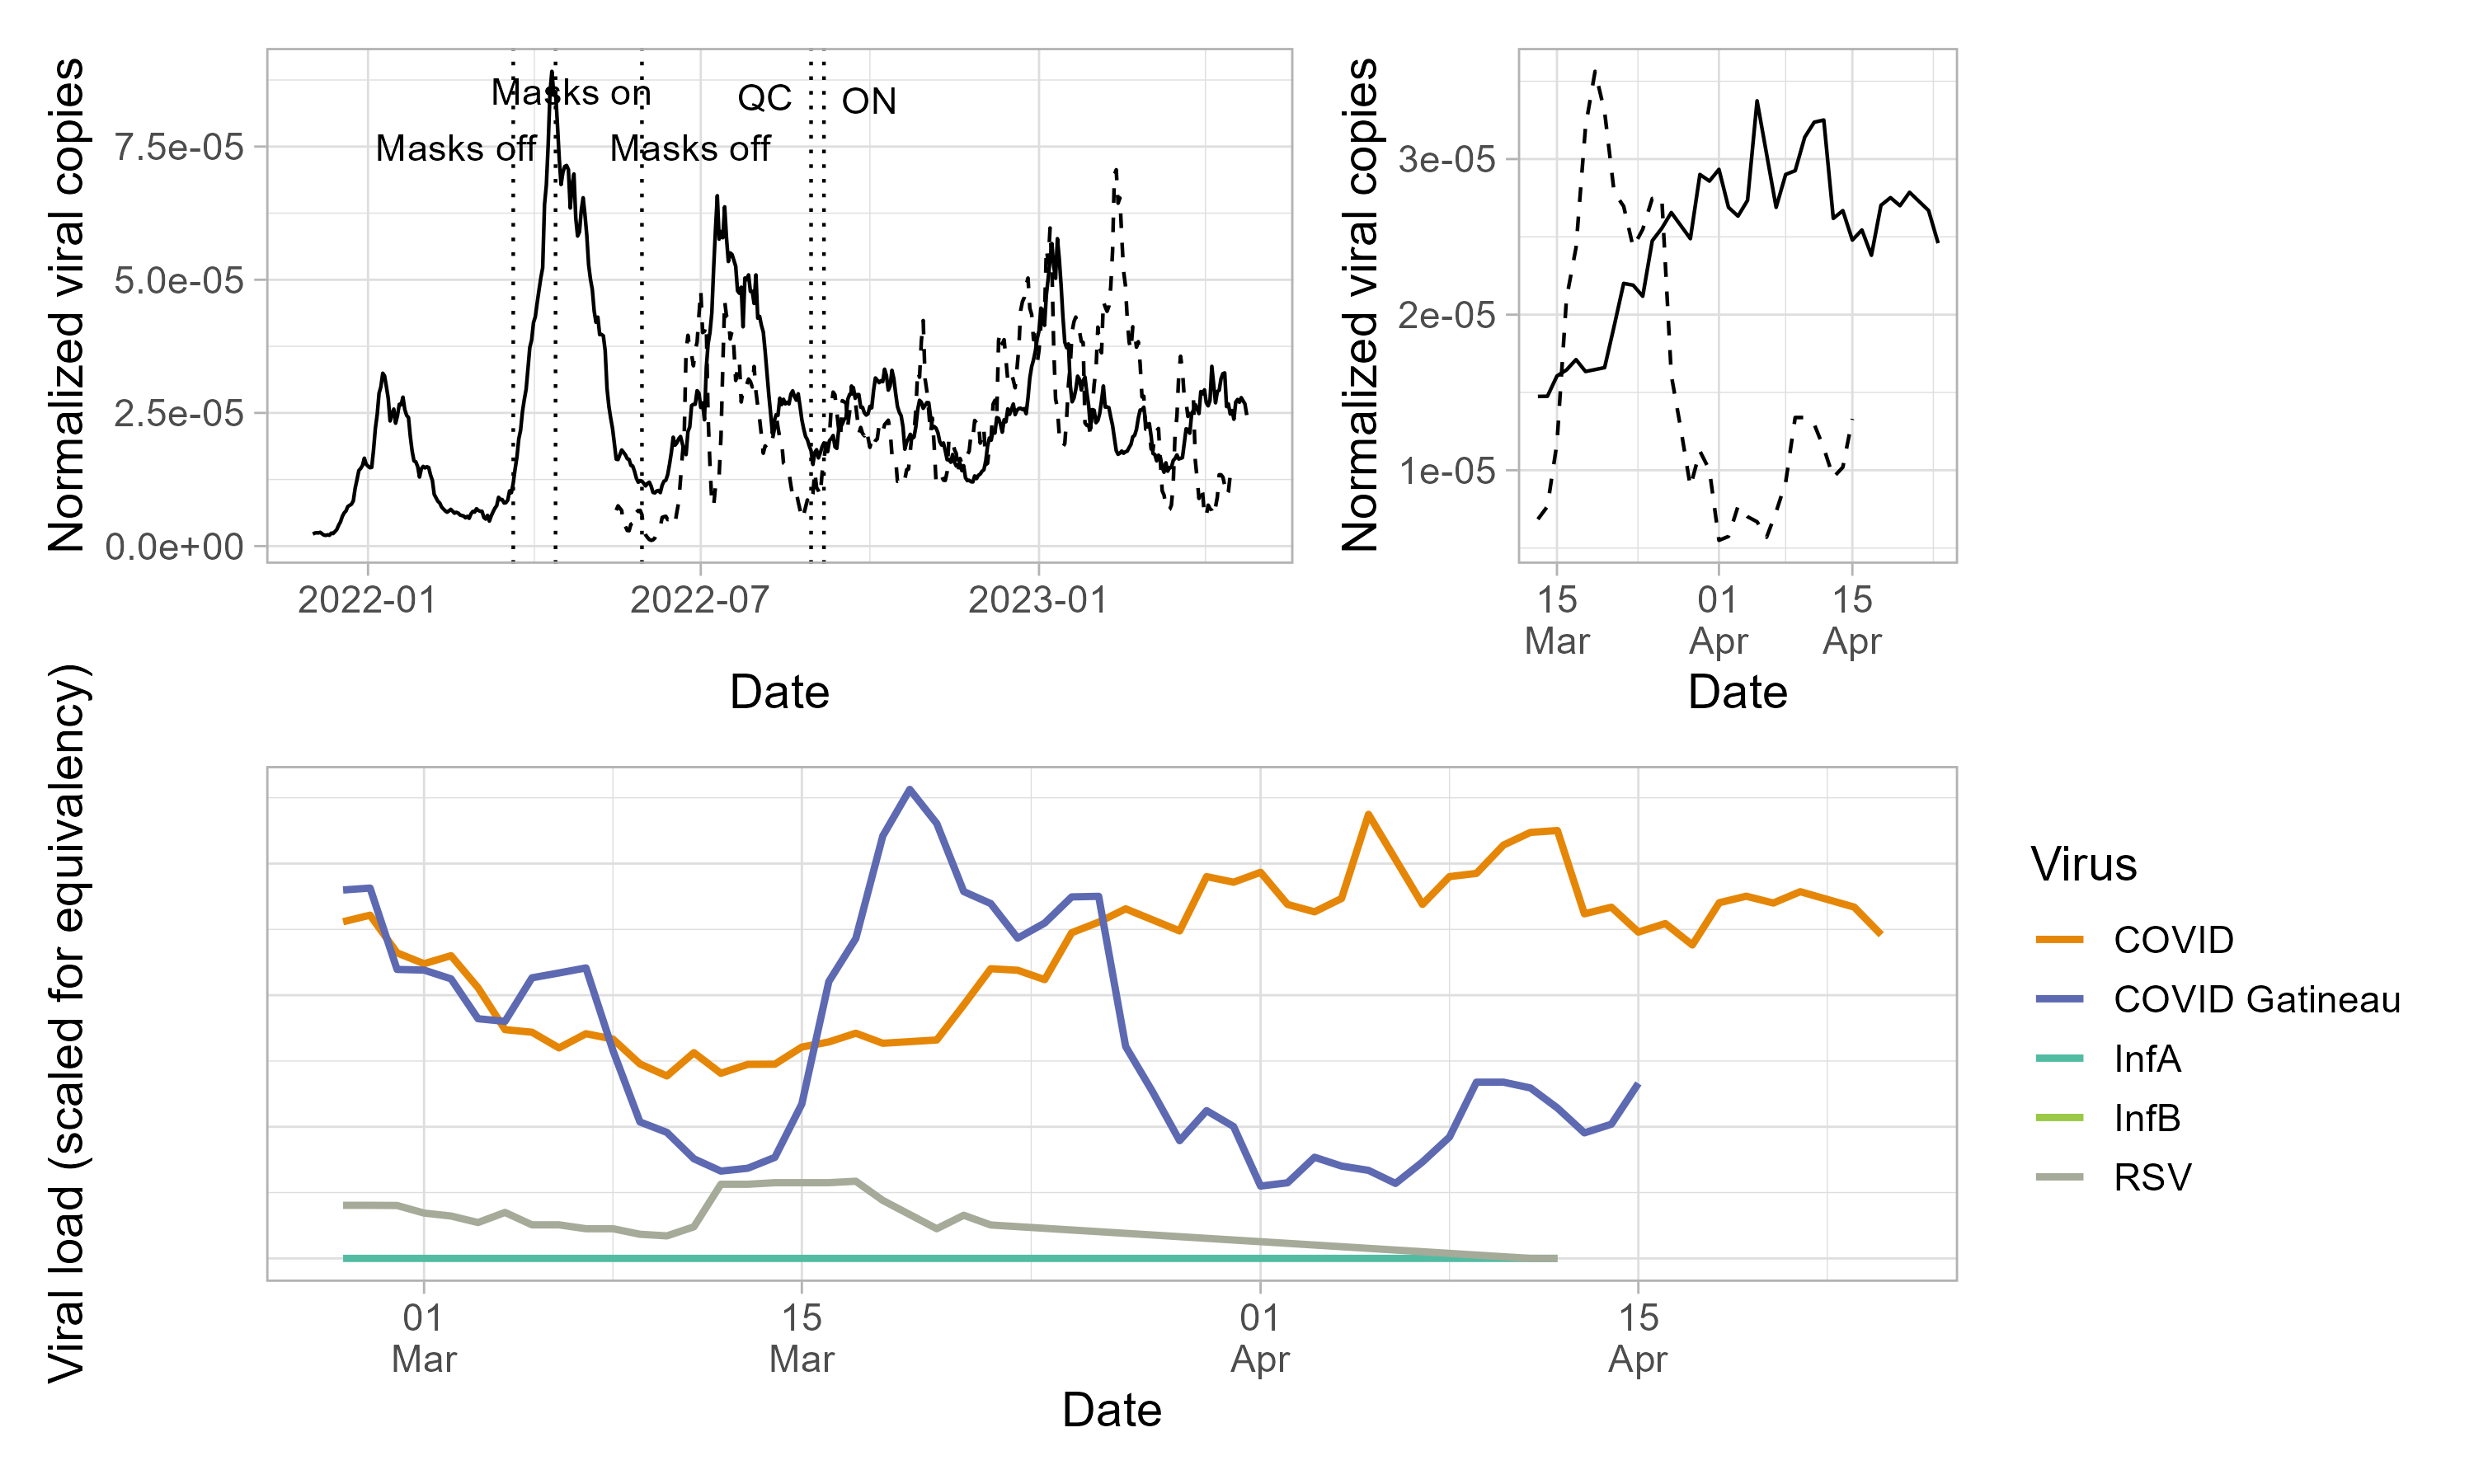 Normalized viral copies
7.5e-05
5.0e-05
2.5e-05
0.0e+00
Masks on
QC
ON
Masks off
Masks off
2022-01
2022-07
2023-01
Date
Normalized viral copies
3e-05
2e-05
1e-05
15
Mar
01
Apr
15
Apr
Date
Viral load (scaled for equivalency)
01
Mar
15
Mar
01
Apr
15
Apr
Date
Virus
COVID
COVID Gatineau
InfA
InfB
RSV